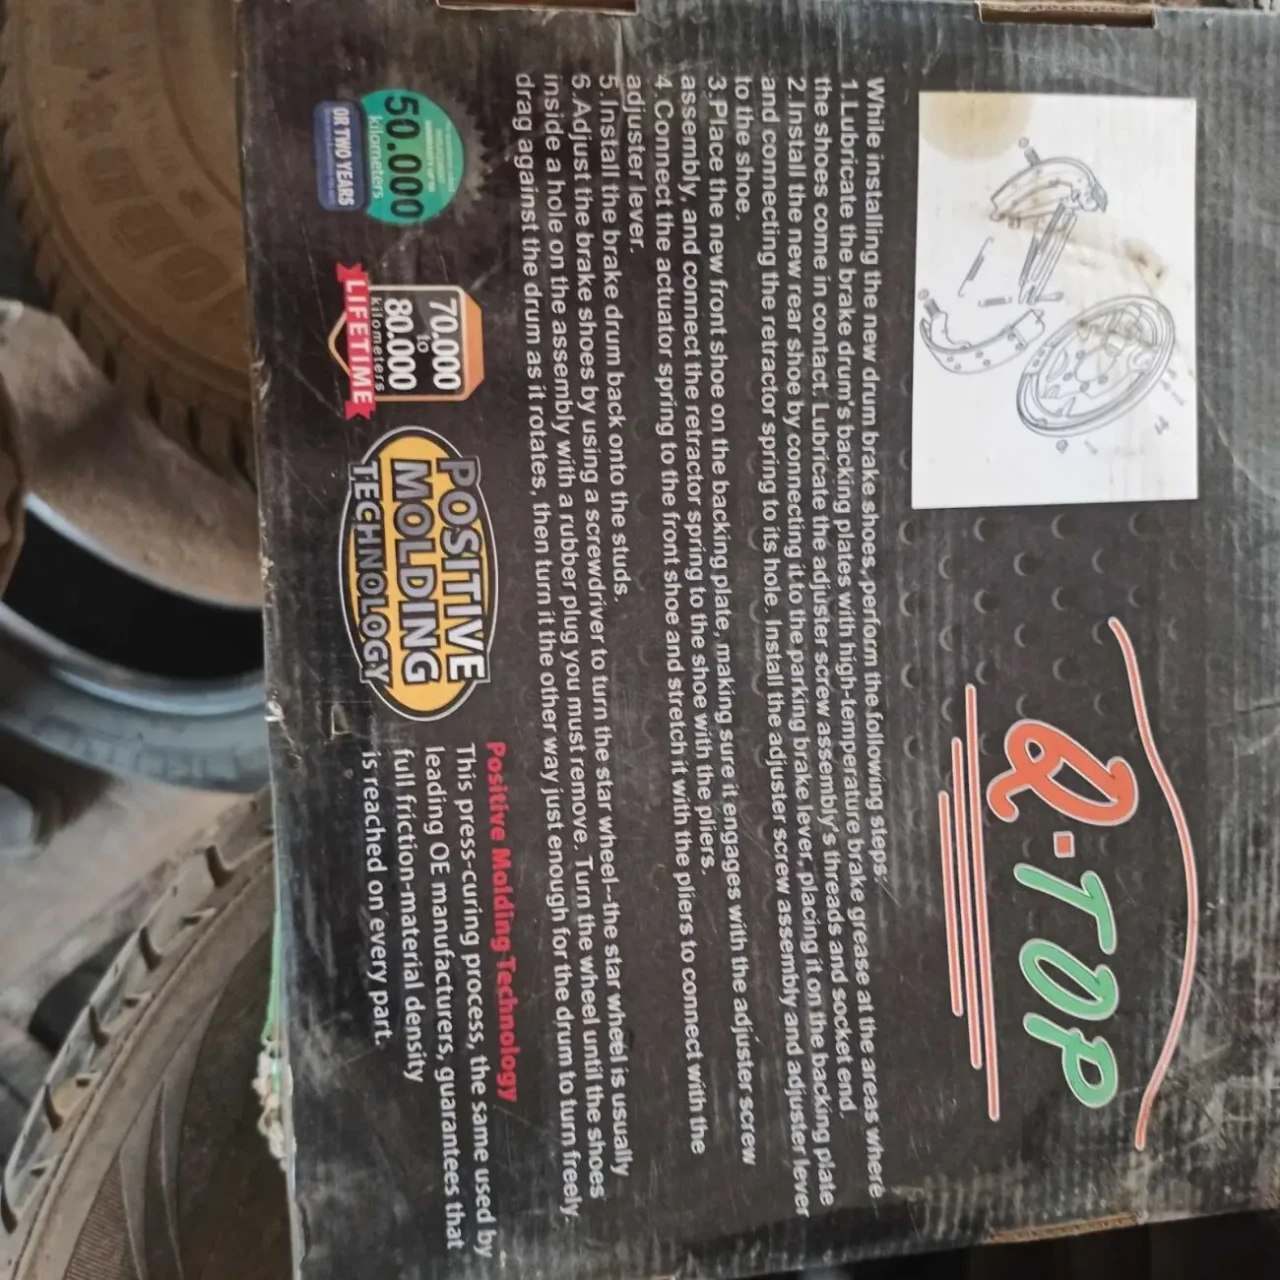 Q-TOP
While installing the new drum brake shoes, perform the following steps:
1.Lubricate the brake drum's backing plates with high-temperature brake grease at the areas where
the shoes come in contact. Lubricate the adjuster screw assembly's threads and socket end.
2.Install the new rear shoe by connecting it to the parking brake lever, placing it on the backing plate
and connecting the retractor spring to its hole. Install the adjuster screw assembly and adjuster lever
to the shoe.
3.Place the new front shoe on the backing plate, making sure it engages with the adjuster screw
assembly, and connect the retractor spring to the shoe with the pliers.
4.Connect the actuator spring to the front shoe and stretch it with the pliers to connect with the
adjuster lever.
5.Install the brake drum back onto the studs.
6.Adjust the brake shoes by using a screwdriver to turn the star wheel--the star wheel is usually
inside a hole on the assembly with a rubber plug you must remove. Turn the wheel until the shoes
drag against the drum as it rotates, then turn it the other way just enough for the drum to turn freely.
50.000
kilometers
OR TWO YEARS
70.000
to
80.000
kilometers
LIFETIME
POSITIVE
MOLDING
TECHNOLOGY
Positive Molding Technology
This press-curing process, the same used by
leading OE manufacturers, guarantees that
full friction-material density
is reached on every part.